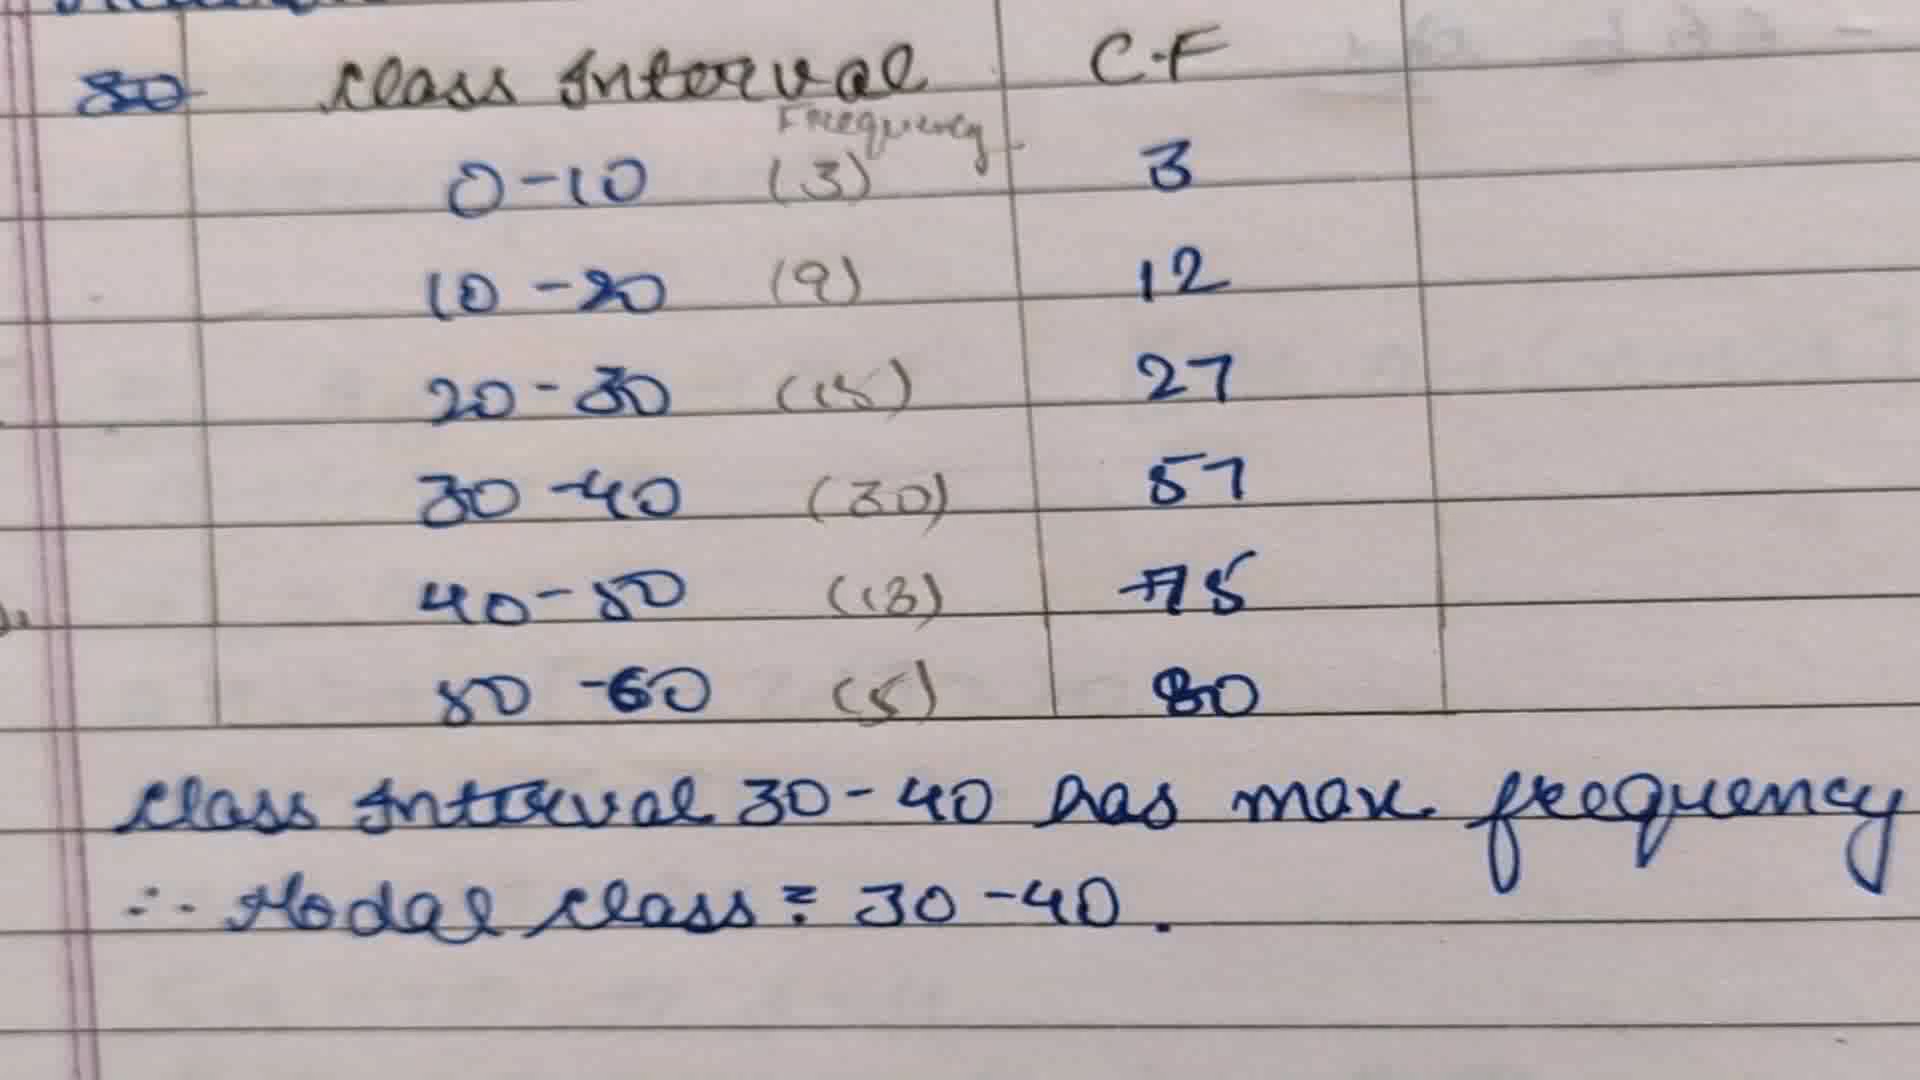 80 Class Interval C.F
Frequency
0-10 (3) 3
10-20 (9) 12
20-30 (15) 27
30-40 (30) 57
40-50 (18) 75
50-60 (5) 80
Class Interval 30-40 has max. frequency
∴ Modal class = 30-40.